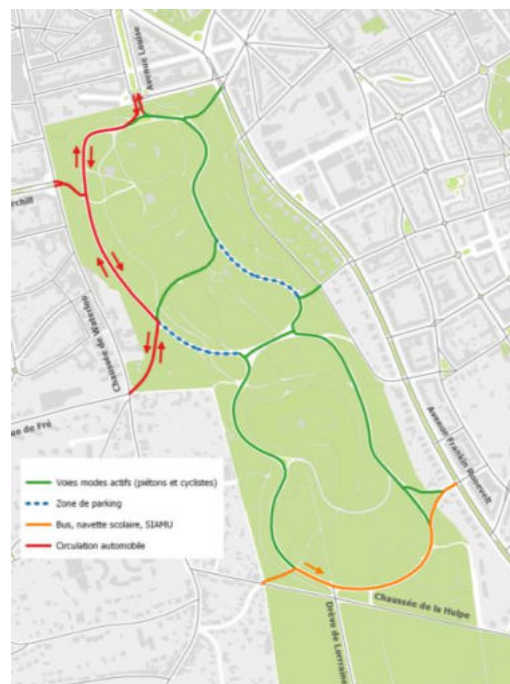 Avenue Louise
rchill
Chaussée de Waterloo
ue de Fré
Avenue Franklin Roosevelt
Voies modes actifs (piétons et cyclistes)
Zone de parking
Bus, navette scolaire, SIAMU
Circulation automobile
Chaussée de la Hulpe
Drève de Lorrraine